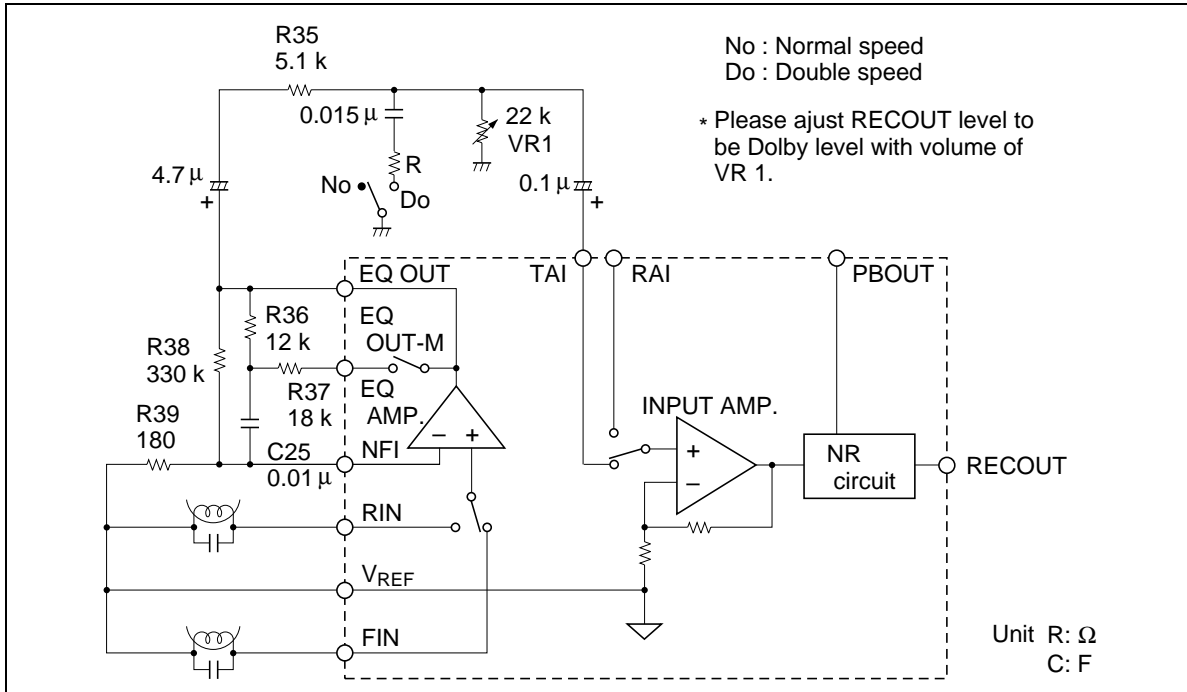 R35
5.1 k
No : Normal speed
Do : Double speed
* Please ajust RECOUT level to
be Dolby level with volume of
VR 1.
0.015 μ
22 k
VR1
R
4.7 μ
+
No
Do
0.1 μ
+
EQ OUT
TAI
RAI
PBOUT
R36
12 k
EQ
OUT-M
R38
330 k
R37
18 k
EQ
AMP.
INPUT AMP.
R39
180
C25
0.01 μ
NFI
− +
+
−
NR
circuit
RECOUT
RIN
VREF
FIN
Unit R: Ω
C: F